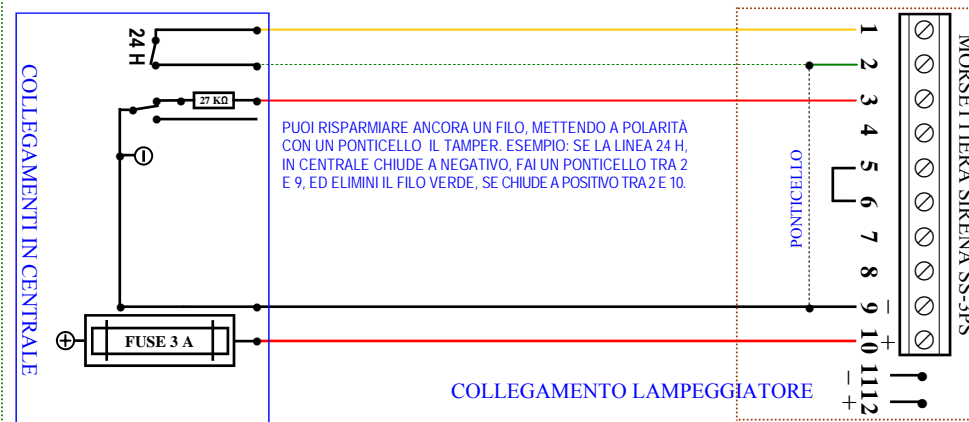 COLLEGAMENTI IN CENTRALE
24 H
27 KΩ
FUSE 3 A
PUOI RISPARMIARE ANCORA UN FILO, METTENDO A POLARITÀ
CON UN PONTICELLO IL TAMPER. ESEMPIO: SE LA LINEA 24 H,
IN CENTRALE CHIUDE A NEGATIVO, FAI UN PONTICELLO TRA 2
E 9, ED ELIMINI IL FILO VERDE, SE CHIUDE A POSITIVO TRA 2 E 10.
PONTICELLO
1
2
3
4
5
6
7
8
9 −
10 +
− 11
+ 12
MORSETTIERA SIRENA SS-3FS
COLLEGAMENTO LAMPEGGIATORE